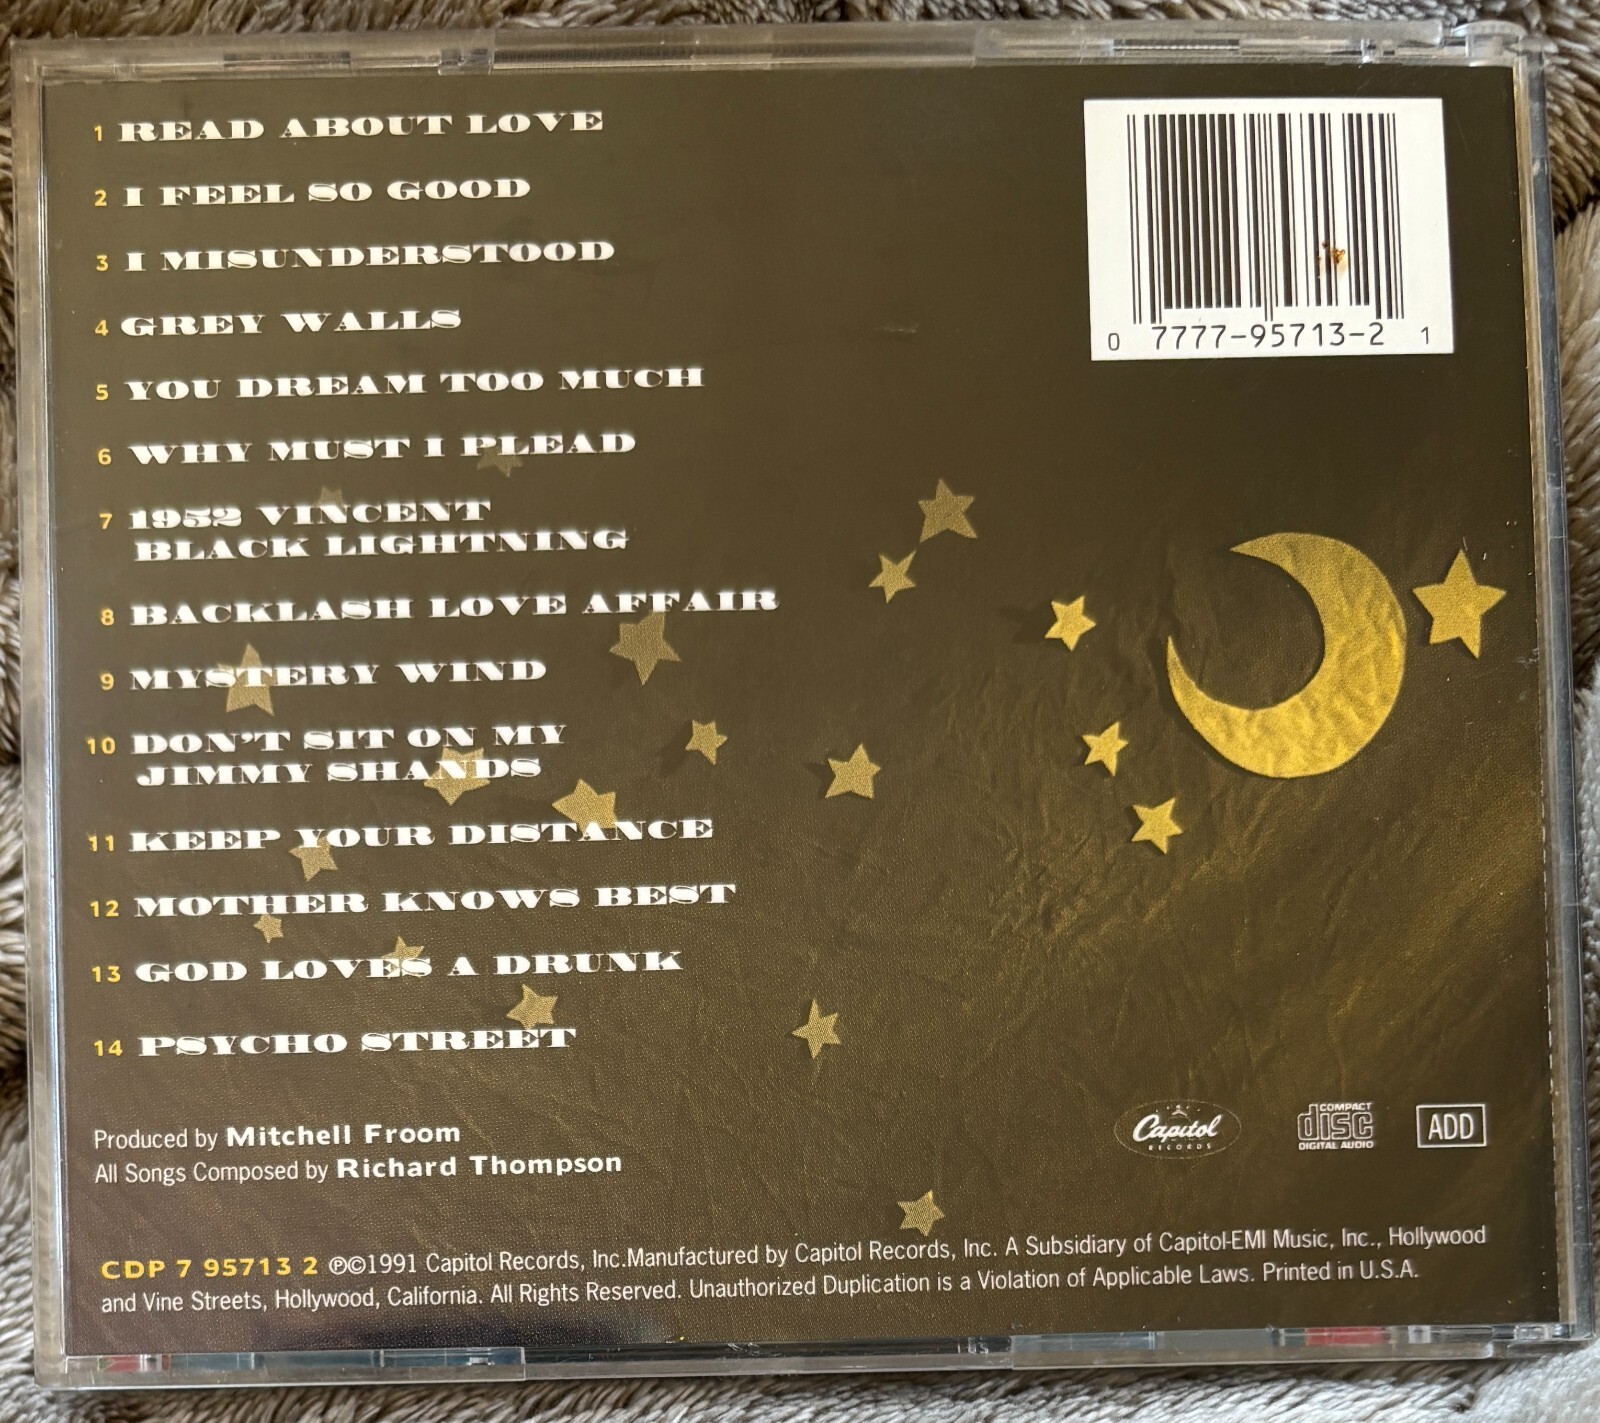 1 READ ABOUT LOVE
2 I FEEL SO GOOD
3 I MISUNDERSTOOD
4 GREY WALLS
5 YOU DREAM TOO MUCH
6 WHY MUST I PLEAD
7 1952 VINCENT
BLACK LIGHTNING
8 BACKLASH LOVE AFFAIR
9 MYSTERY WIND
10 DON'T SIT ON MY
JIMMY SHANDS
11 KEEP YOUR DISTANCE
12 MOTHER KNOWS BEST
13 GOD LOVES A DRUNK
14 PSYCHO STREET
0 7777-95713-2 1
Produced by Mitchell Froom
All Songs Composed by Richard Thompson
Capitol
RECORDS
COMPACT
disc
DIGITAL AUDIO
ADD
CDP 7 95713 2 ℗©1991 Capitol Records, Inc.Manufactured by Capitol Records, Inc. A Subsidiary of Capitol-EMI Music, Inc., Hollywood
and Vine Streets, Hollywood, California. All Rights Reserved. Unauthorized Duplication is a Violation of Applicable Laws. Printed in U.S.A.